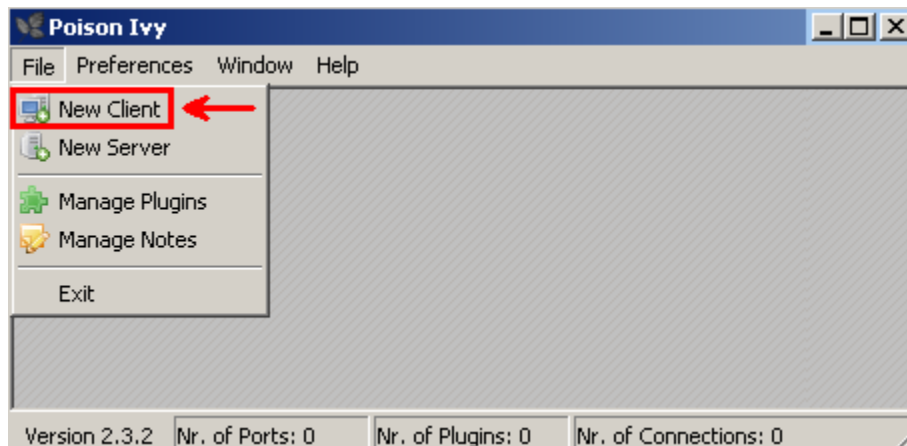 Poison Ivy
File Preferences Window Help
New Client
New Server
Manage Plugins
Manage Notes
Exit
Version 2.3.2 Nr. of Ports: 0 Nr. of Plugins: 0 Nr. of Connections: 0